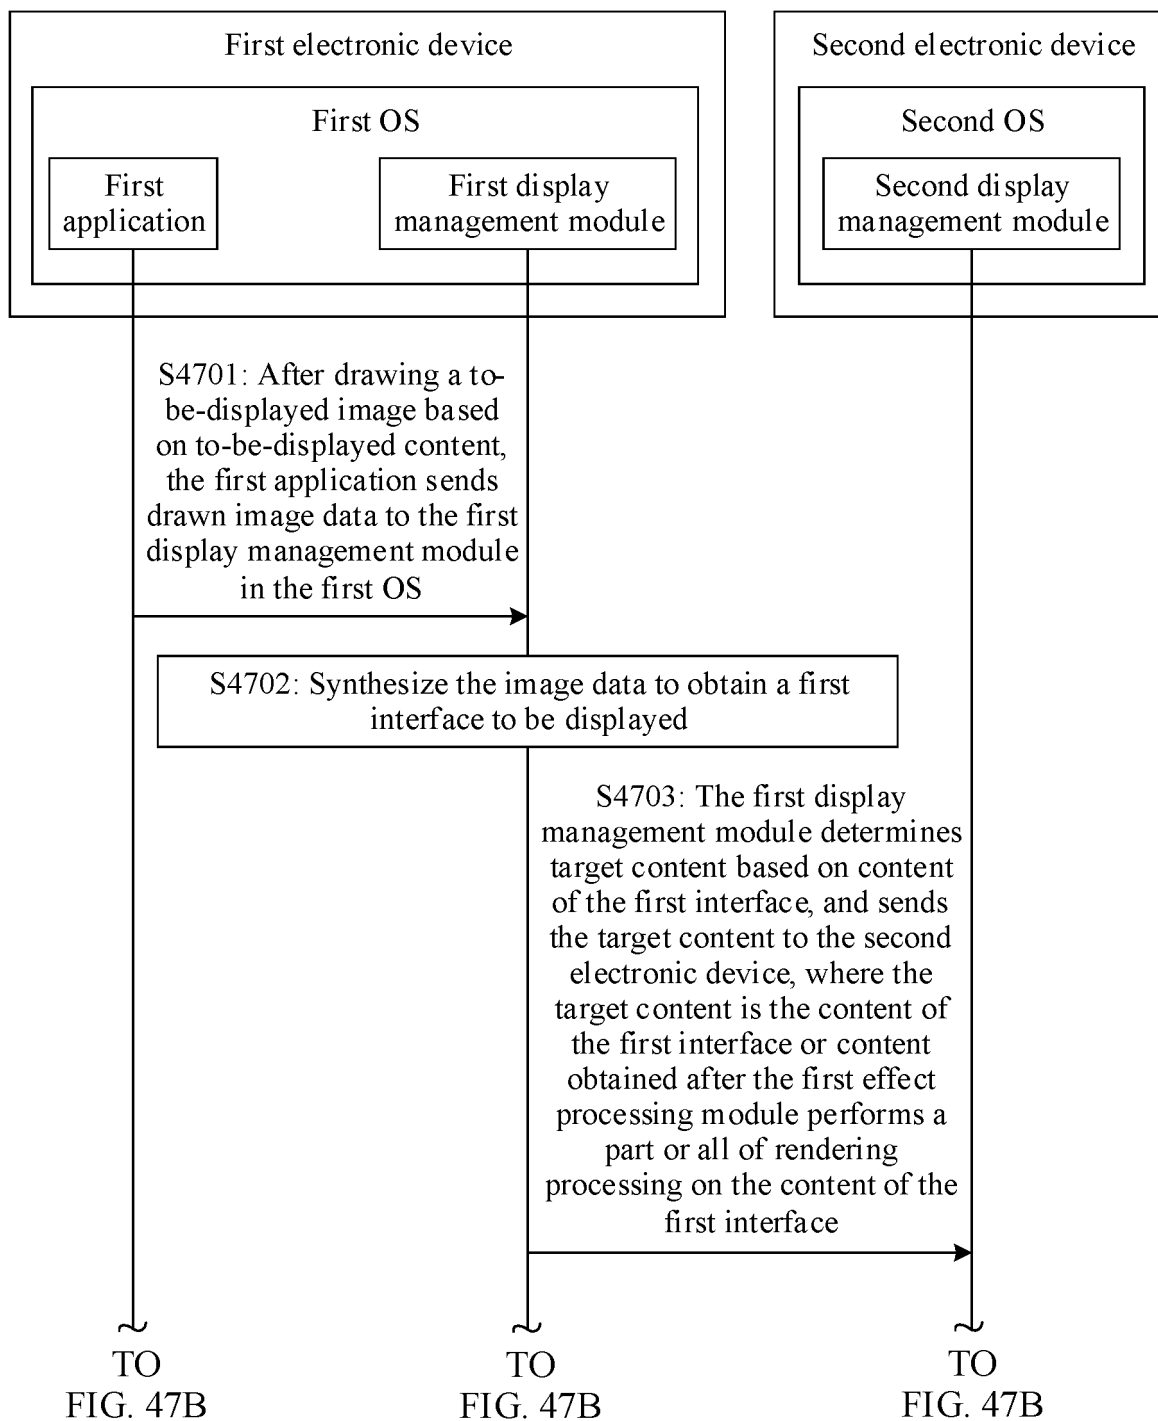 First electronic device
Second electronic device
First OS
Second OS
First
application
First display
management module
Second display
management module
S4701: After drawing a to-
be-displayed image based
on to-be-displayed content,
the first application sends
drawn image data to the first
display management module
in the first OS
S4702: Synthesize the image data to obtain a first
interface to be displayed
S4703: The first display
management module determines
target content based on content
of the first interface, and sends
the target content to the second
electronic device, where the
target content is the content of
the first interface or content
obtained after the first effect
processing module performs a
part or all of rendering
processing on the content of the
first interface
TO
FIG. 47B
TO
FIG. 47B
TO
FIG. 47B